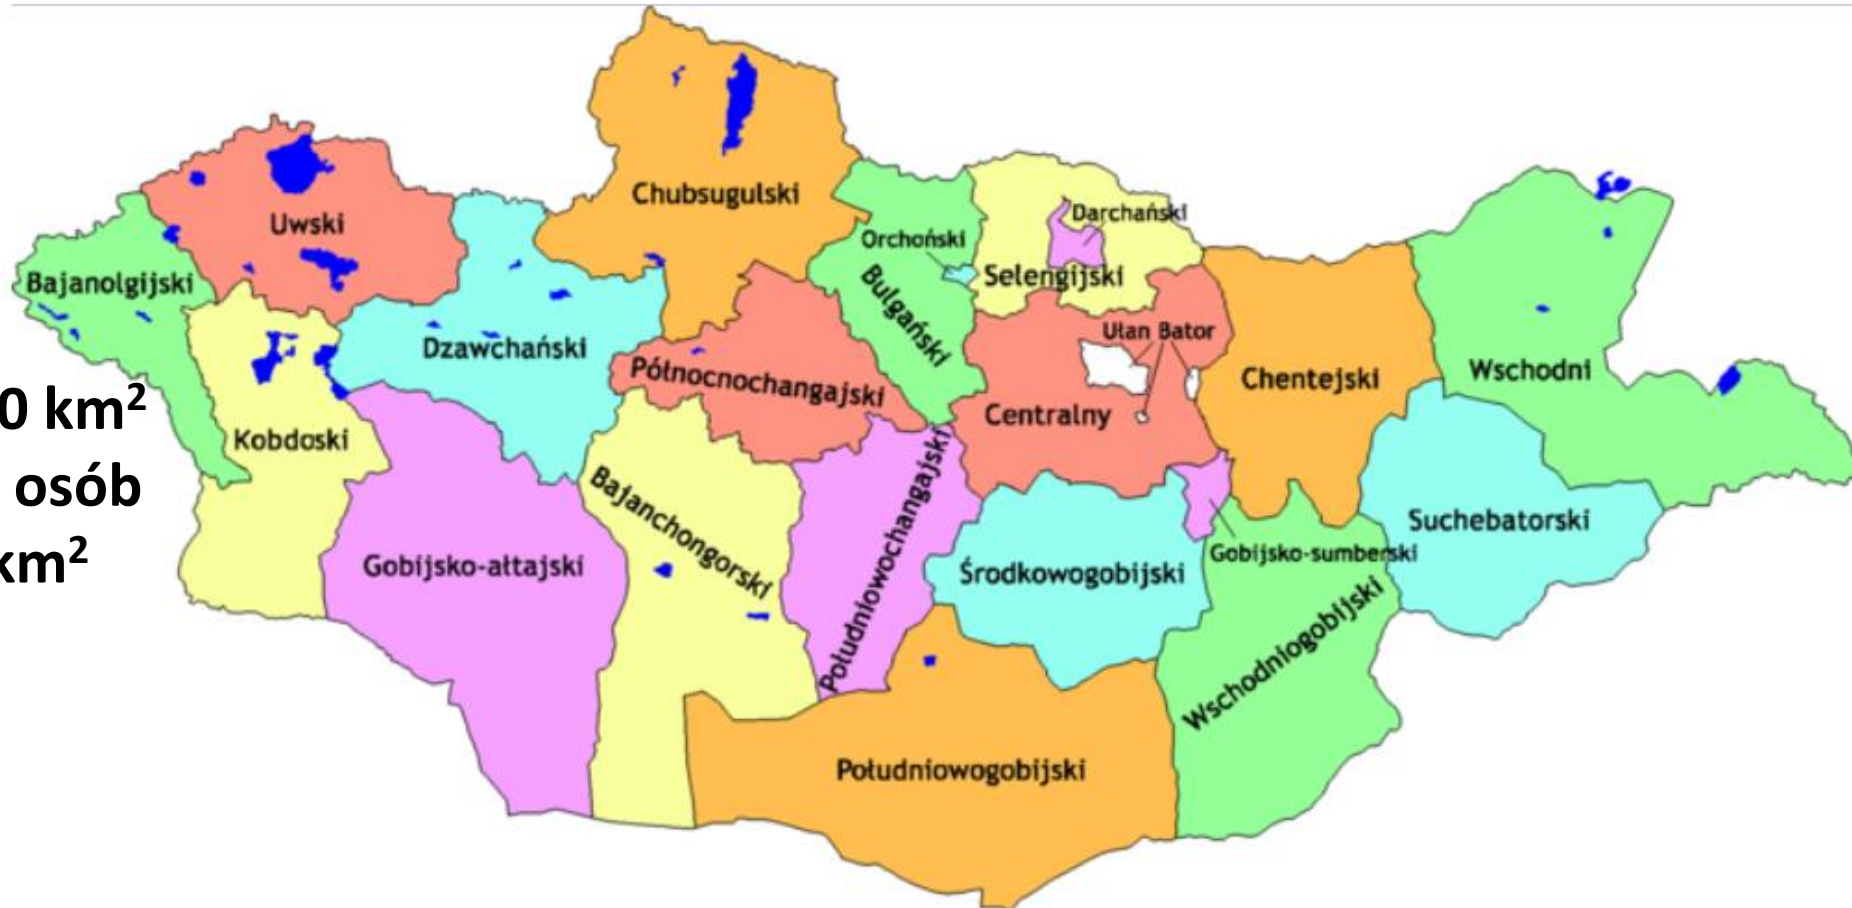 Chubsugulski
Uwski
Darchański
Orchoński
Bajanolgijski
Selengijski
Bulgański
Ułan Bator
Dzawchański
Północnochangajski
Chentejski
Wschodni
0 km²
Centralny
Kobdoski
osób
Bajanchongorski
Południowochangajski
Suchebatorski
km²
Gobijsko-ałtajski
Środkowogobijski
Gobijsko-sumberski
Wschodniogobijski
Południowogobijski